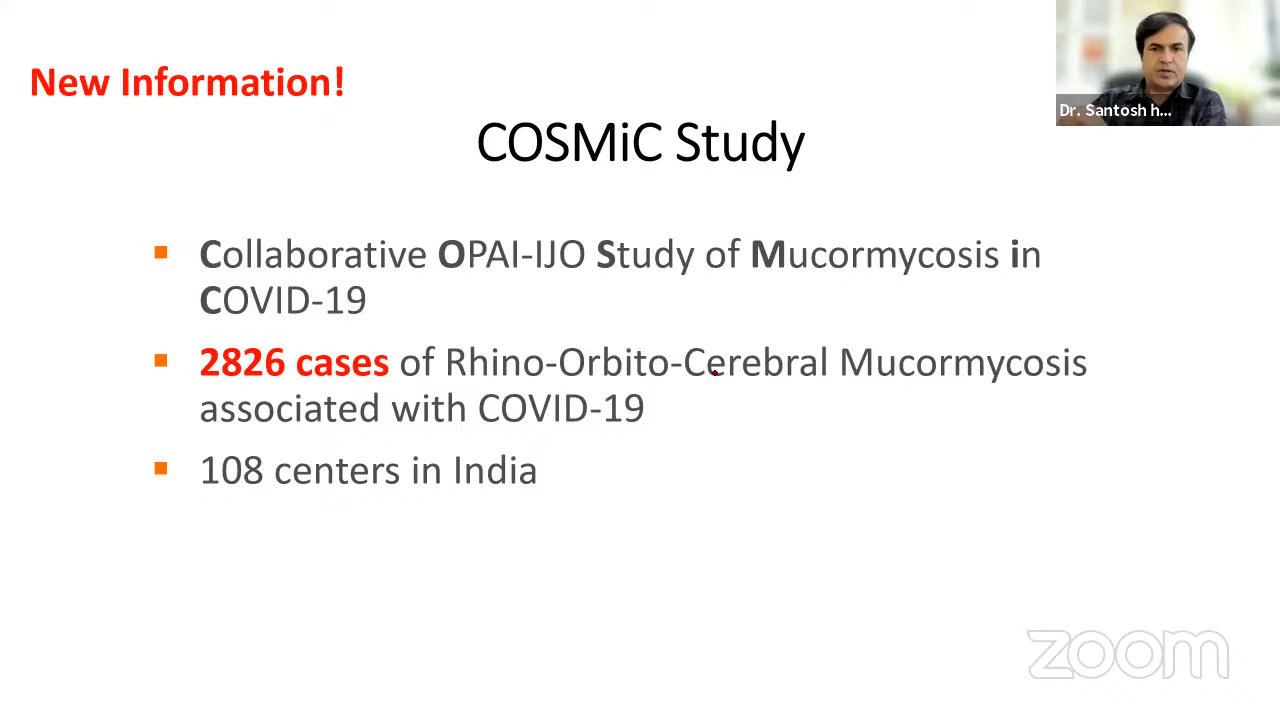 New Information!
Dr. Santosh h...
COSMiC Study
Collaborative OPAI-IJO Study of Mucormycosis in
COVID-19
2826 cases of Rhino-Orbito-Cerebral Mucormycosis
associated with COVID-19
108 centers in India
zoom